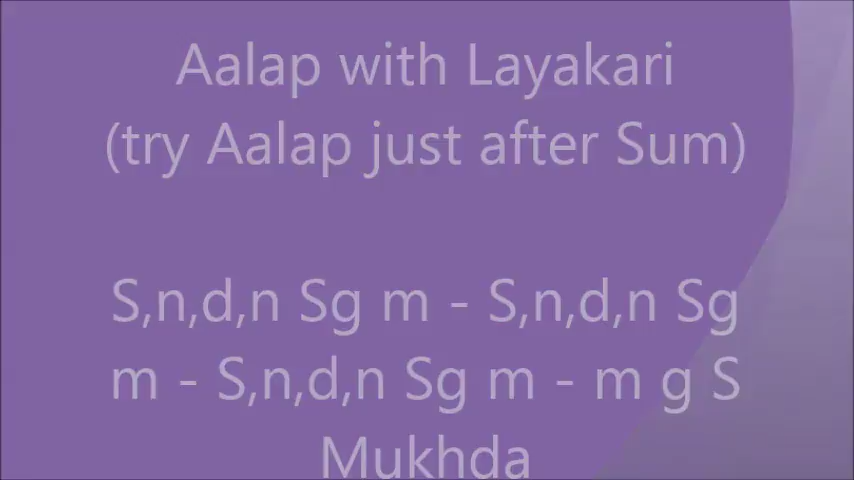 Aalap with Layakari
(try Aalap just after Sum)
S,n,d,n Sg m - S,n,d,n Sg
m - S,n,d,n Sg m - m g S
Mukhda